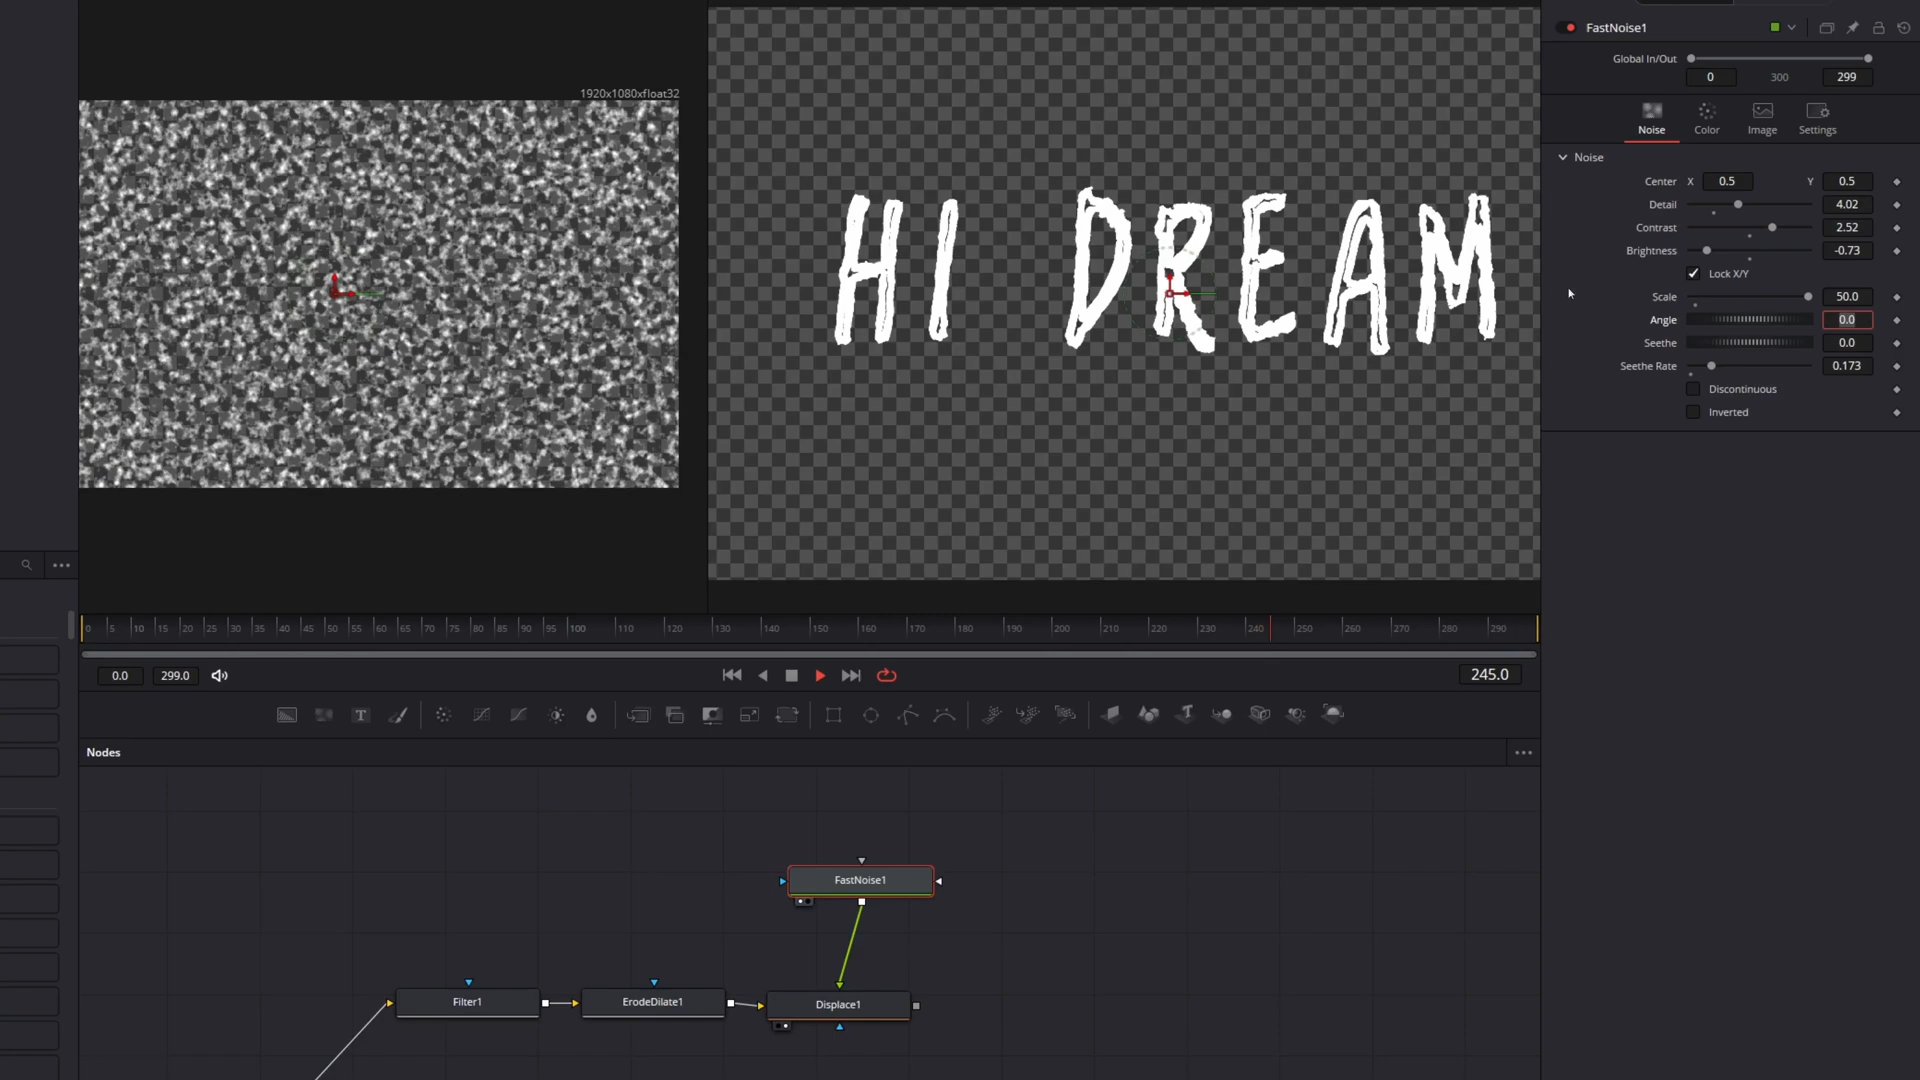 FastNoise1
Global In/Out
0 300 299
1920x1080xfloat32
Noise Color Image Settings
Noise
Center X 0.5 Y 0.5
Detail 4.02
Contrast 2.52
Brightness -0.73
Lock X/Y
Scale 50.0
Angle 0.0
Seethe 0.0
Seethe Rate 0.173
Discontinuous
Inverted
HI DREAM
0 5 10 15 20 25 30 35 40 45 50 55 60 65 70 75 80 85 90 95 100 110 120 130 140 150 160 170 180 190 200 210 220 230 240 250 260 270 280 290
0.0 299.0 245.0
Nodes
FastNoise1
Filter1 ErodeDilate1 Displace1